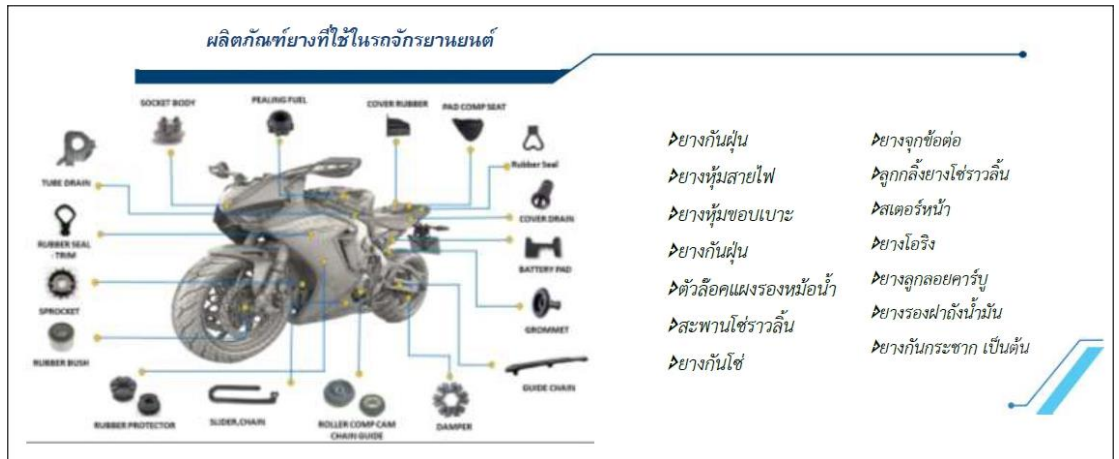 ผลิตภัณฑ์ยางที่ใช้ในรถจักรยานยนต์
SOCKET BODY
PEALING FUEL
COVER RUBBER
PAD COMP SEAT
Rubber Seal
TUBE DRAIN
COVER DRAIN
RUBBER SEAL
- TRIM
BATTERY PAD
SPROCKET
GROMMET
RUBBER BUSH
GUIDE CHAIN
RUBBER PROTECTOR
SLIDER,CHAIN
ROLLER COMP CAM
CHAIN GUIDE
DAMPER
ยางกันฝุ่น
ยางหุ้มสายไฟ
ยางหุ้มขอบเบาะ
ยางกันฝุ่น
ตัวล๊อคแผงรองหม้อน้ำ
สะพานโซ่ราวลิ้น
ยางกันโซ่
ยางจุกข้อต่อ
ลูกกลิ้งยางโซ่ราวลิ้น
สเตอร์หน้า
ยางโอริง
ยางลูกลอยคาร์บู
ยางรองฝาถังน้ำมัน
ยางกันกระชาก เป็นต้น